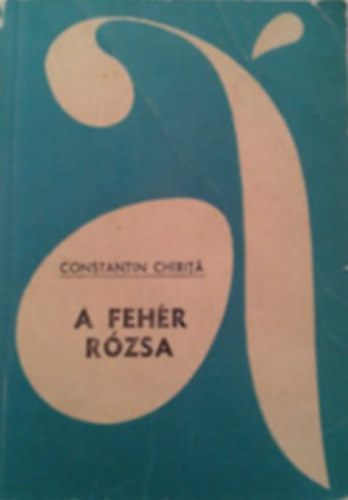 CONSTANTIN CHIRIȚĂ
A FEHÉR
RÓZSA